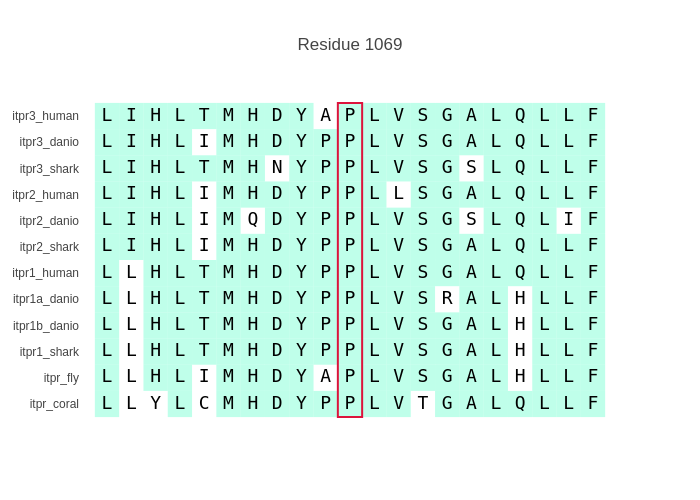 Residue 1069
itpr3_human L I H L T M H D Y A P L V S G A L Q L L F
itpr3_danio L I H L I M H D Y P P L V S G A L Q L L F
itpr3_shark L I H L T M H N Y P P L V S G S L Q L L F
itpr2_human L I H L I M H D Y P P L L S G A L Q L L F
itpr2_danio L I H L I M Q D Y P P L V S G S L Q L I F
itpr2_shark L I H L I M H D Y P P L V S G A L Q L L F
itpr1_human L L H L T M H D Y P P L V S G A L Q L L F
itpr1a_danio L L H L T M H D Y P P L V S R A L H L L F
itpr1b_danio L L H L T M H D Y P P L V S G A L H L L F
itpr1_shark L L H L T M H D Y P P L V S G A L H L L F
itpr_fly L L H L I M H D Y A P L V S G A L H L L F
itpr_coral L L Y L C M H D Y P P L V T G A L Q L L F